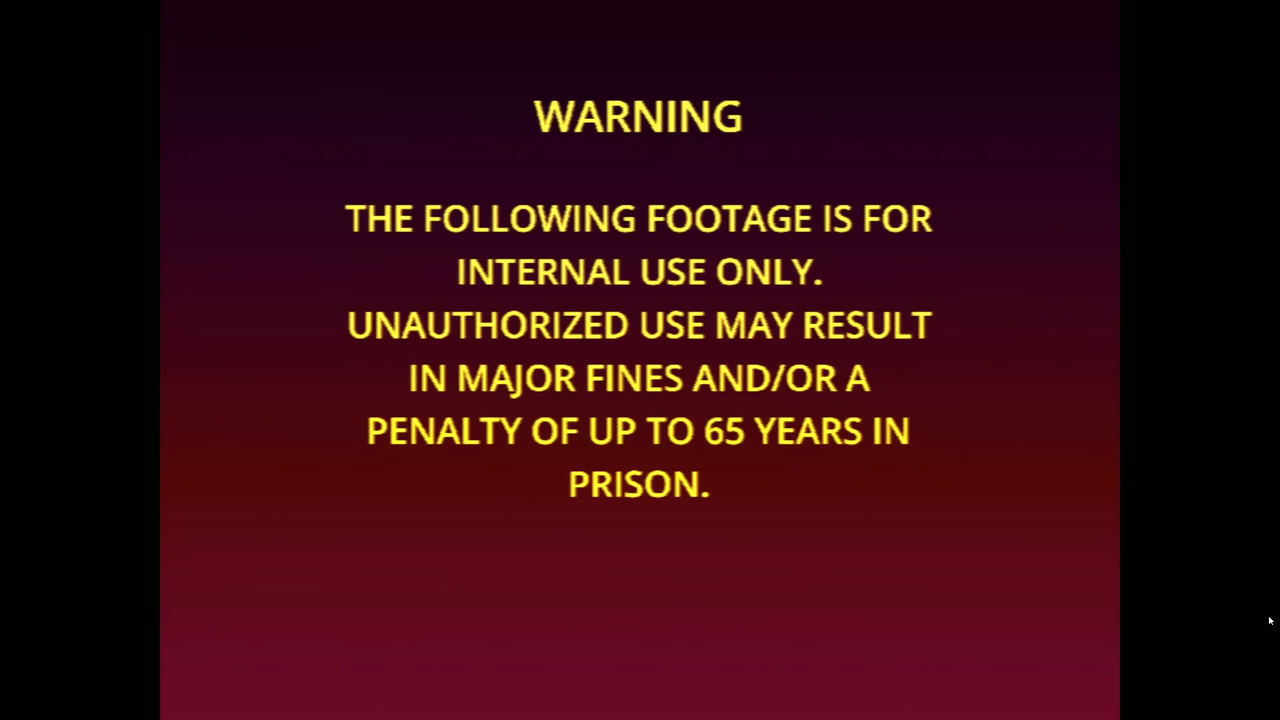 WARNING
THE FOLLOWING FOOTAGE IS FOR
INTERNAL USE ONLY.
UNAUTHORIZED USE MAY RESULT
IN MAJOR FINES AND/OR A
PENALTY OF UP TO 65 YEARS IN
PRISON.